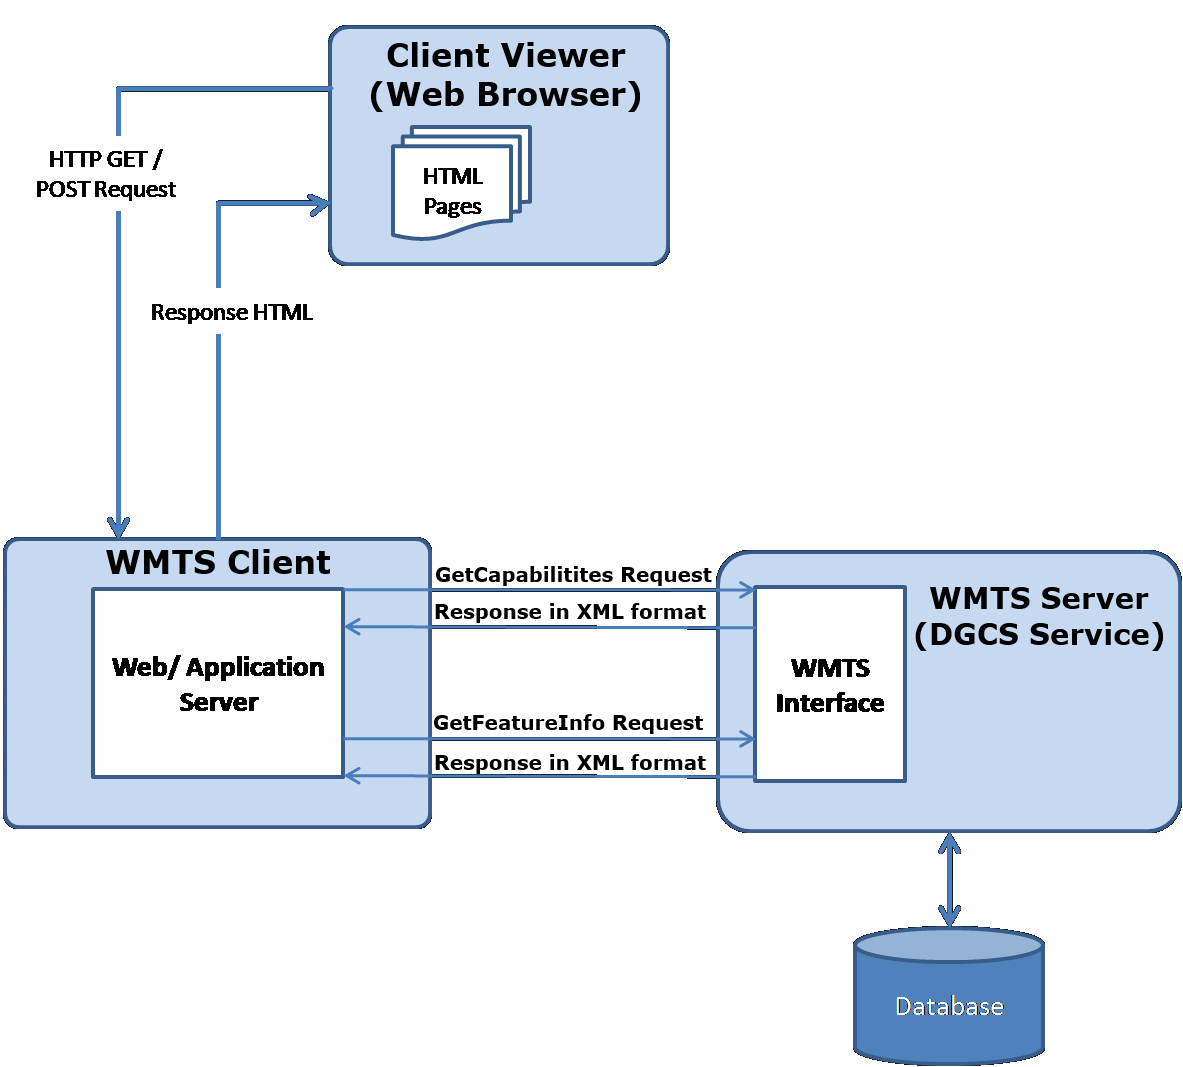 Client Viewer
(Web Browser)
HTTP GET /
POST Request
HTML
Pages
Response HTML
WMTS Client
GetCapabilitites Request
Response in XML format
WMTS Server
(DGCS Service)
Web/ Application
Server
WMTS
Interface
GetFeatureInfo Request
Response in XML format
Database